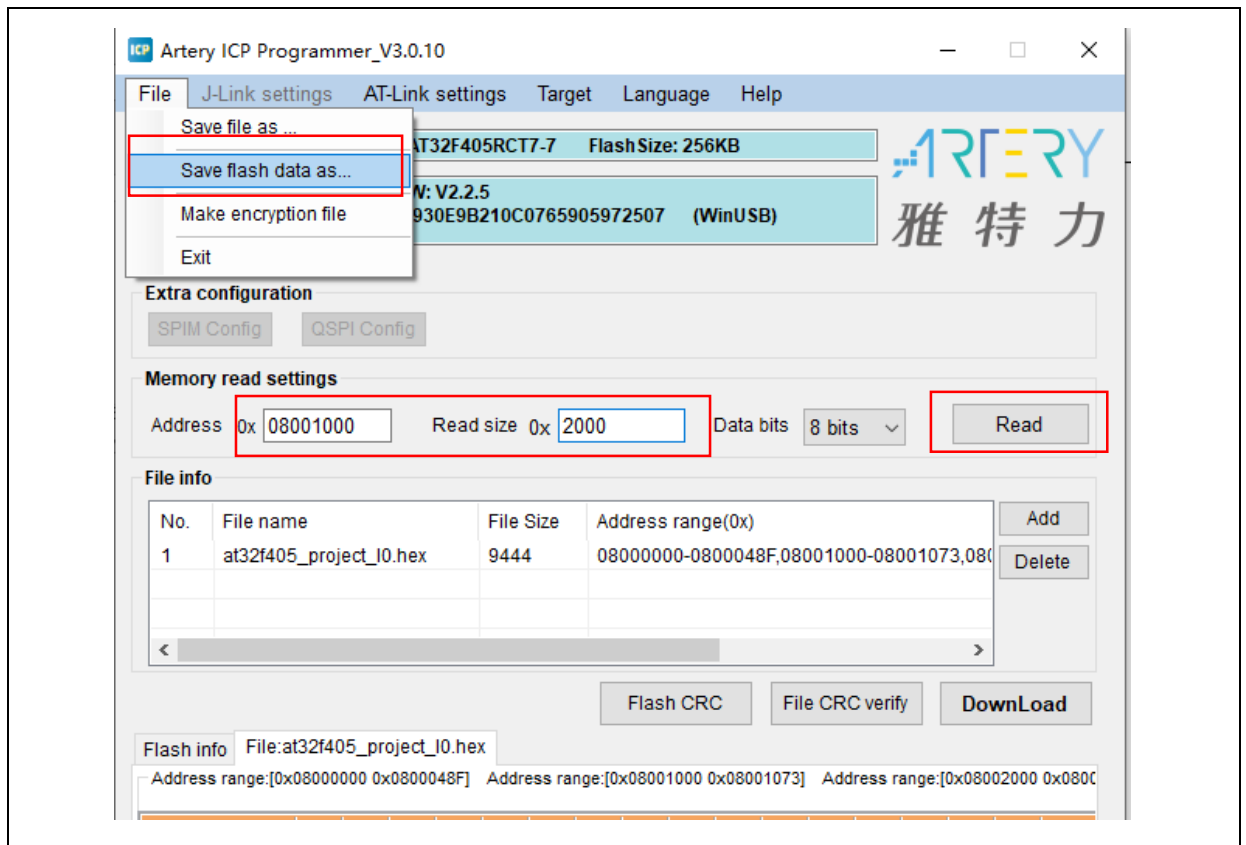 ICP Artery ICP Programmer_V3.0.10
File J-Link settings AT-Link settings Target Language Help
Save file as ...
Save flash data as...
Make encryption file
Exit
AT32F405RCT7-7 FlashSize: 256KB
W: V2.2.5
930E9B210C0765905972507 (WinUSB)
ARTERY
雅特力
Extra configuration
SPIM Config QSPI Config
Memory read settings
Address 0x 08001000 Read size 0x 2000 Data bits 8 bits Read
File info
No. File name File Size Address range(0x) Add
1 at32f405_project_l0.hex 9444 08000000-0800048F,08001000-08001073,080 Delete
Flash CRC File CRC verify DownLoad
Flash info File:at32f405_project_l0.hex
Address range:[0x08000000 0x0800048F] Address range:[0x08001000 0x08001073] Address range:[0x08002000 0x0800